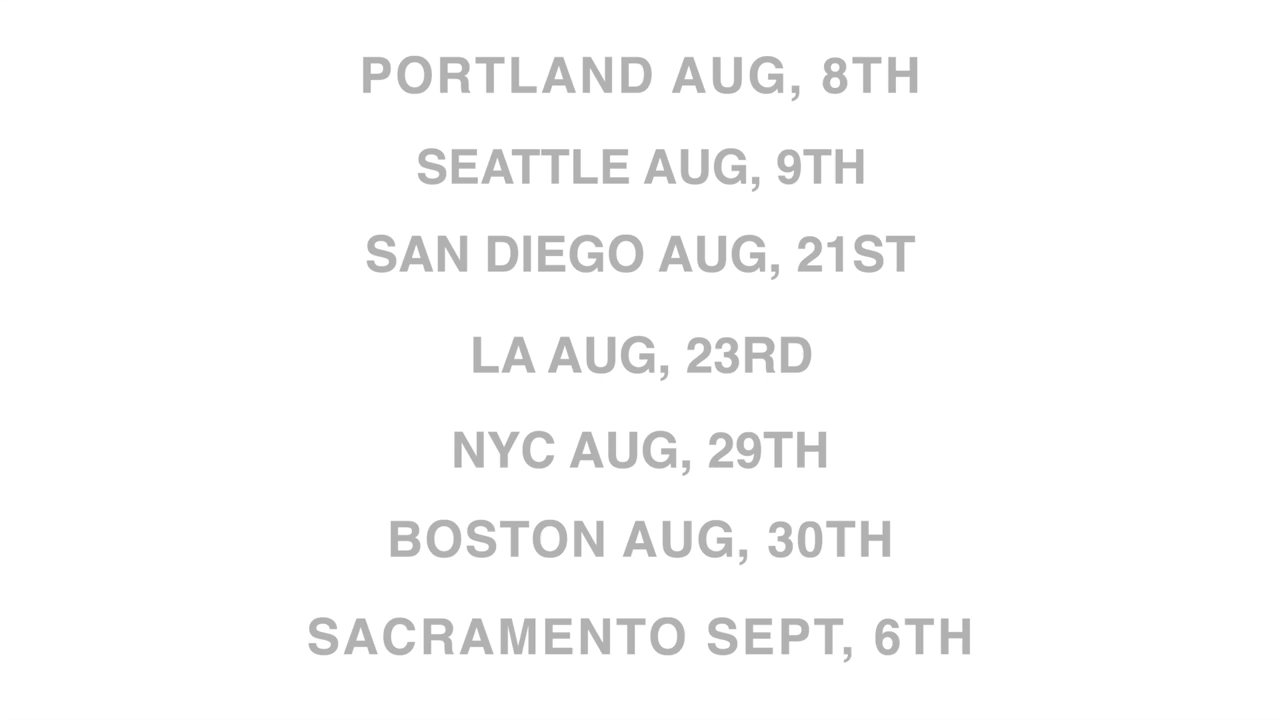 PORTLAND AUG, 8TH
SEATTLE AUG, 9TH
SAN DIEGO AUG, 21ST
LA AUG, 23RD
NYC AUG, 29TH
BOSTON AUG, 30TH
SACRAMENTO SEPT, 6TH